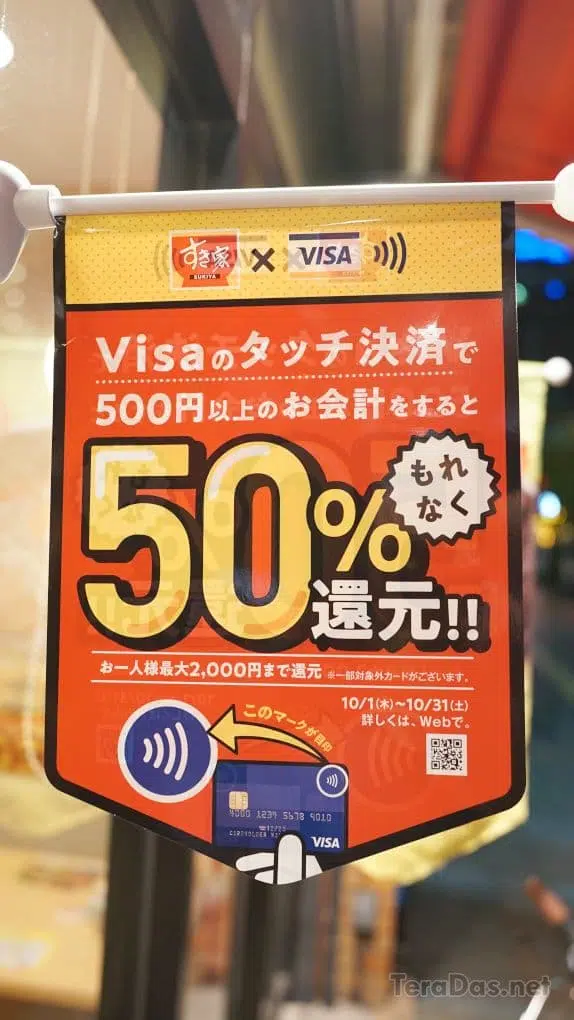 すき家 × VISA
SUKIYA
Visaのタッチ決済で
500円以上のお会計をすると
50%
もれ
なく
還元!!
お一人様最大2,000円まで還元 ※一部対象外カードがございます。
10/1(木)~10/31(土)
詳しくは、Webで。
このマークが目印
4000 1234 5678 9010
12/23
VISA
TeraDas.net